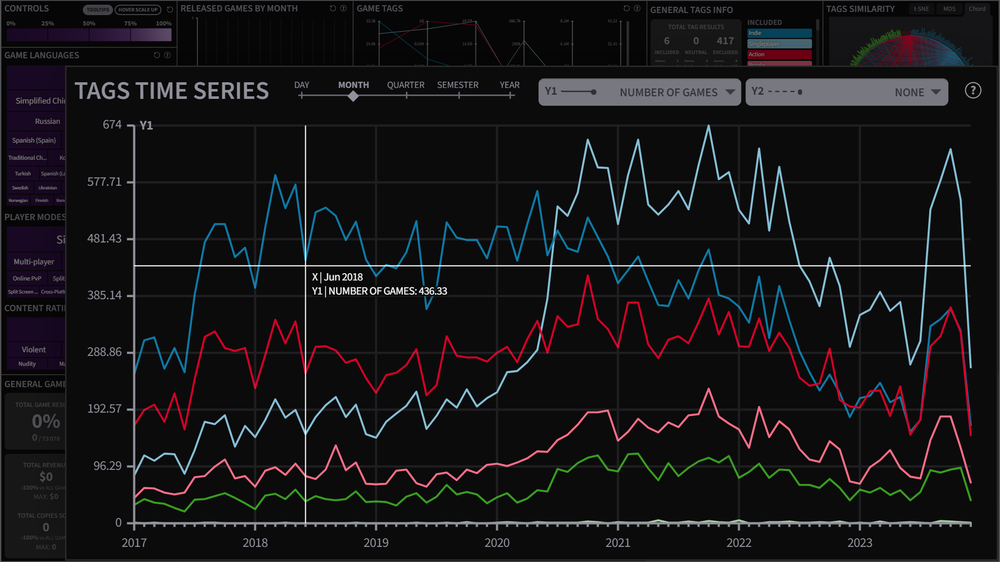 CONTROLS
TOOLTIPS
HOVER SCALE UP
0% 25% 50% 75% 100%
RELEASED GAMES BY MONTH
1
GAME TAGS
33.2k 1B 19.5B 386.7k 8.1M 43.22
24.9k 816M 14.6B 290k 6.1M 32.41
GENERAL TAGS INFO
TOTAL TAG RESULTS
6 0 417
INCLUDED NEUTRAL EXCLUDED
INCLUDED
Indie
Singleplayer
Action
Puzzle
TAGS SIMILARITY
t-SNE MDS Chord
GAME LANGUAGES
Simplified Chi
Russian
Spanish (Spain)
Traditional Ch... Ko
Turkish Spanish (La
Swedish Ukrainian
Norwegian Finnish Rom
PLAYER MODES
Si
Multi-player
Online PvP Split
Split Screen ... Cross-Platf
CONTENT RATI
Violent
Nudity Ma
GENERAL GAME
TOTAL GAME RESU
0%
0 / 73 078
TOTAL REVENU
$0
-100% vs ALL GAM
MAX: $0
TOTAL COPIES SO
0
-100% vs ALL GAM
MAX: 0
TAGS TIME SERIES
DAY MONTH QUARTER SEMESTER YEAR
Y1 NUMBER OF GAMES
Y2 NONE
?
674 Y1
577.71
481.43
385.14
288.86
192.57
96.29
0
X | Jun 2018
Y1 | NUMBER OF GAMES: 436.33
2017 2018 2019 2020 2021 2022 2023